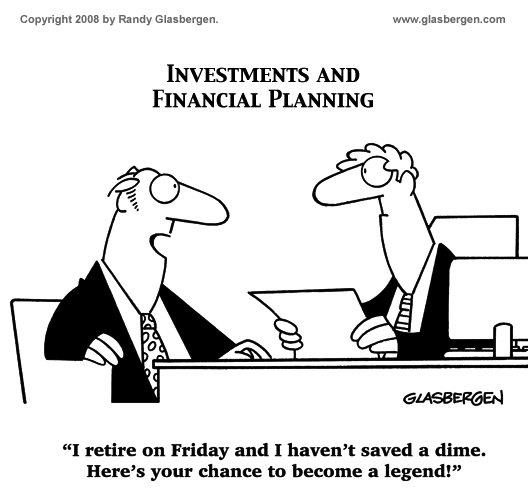 Copyright 2008 by Randy Glasbergen.
www.glasbergen.com
INVESTMENTS AND
FINANCIAL PLANNING
GLASBERGEN
“I retire on Friday and I haven’t saved a dime.
Here’s your chance to become a legend!”